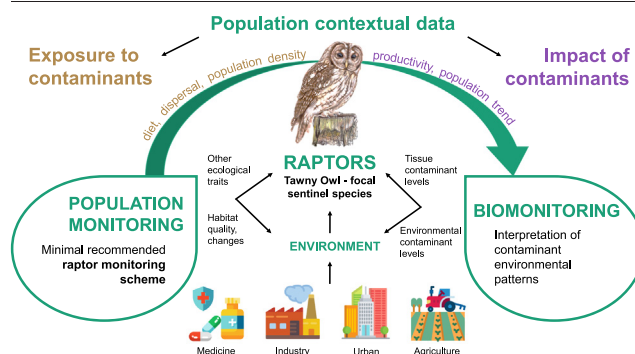 Population contextual data
Exposure to
contaminants
Impact of
contaminants
diet, dispersal, population density
productivity, population trend
Other
ecological
traits
RAPTORS
Tawny Owl - focal
sentinel species
Tissue
contaminant
levels
POPULATION
MONITORING
Minimal recommended
raptor monitoring
scheme
Habitat
quality,
changes
ENVIRONMENT
Environmental
contaminant
levels
BIOMONITORING
Interpretation of
contaminant
environmental
patterns
Medicine
Industry
Urban
Agriculture